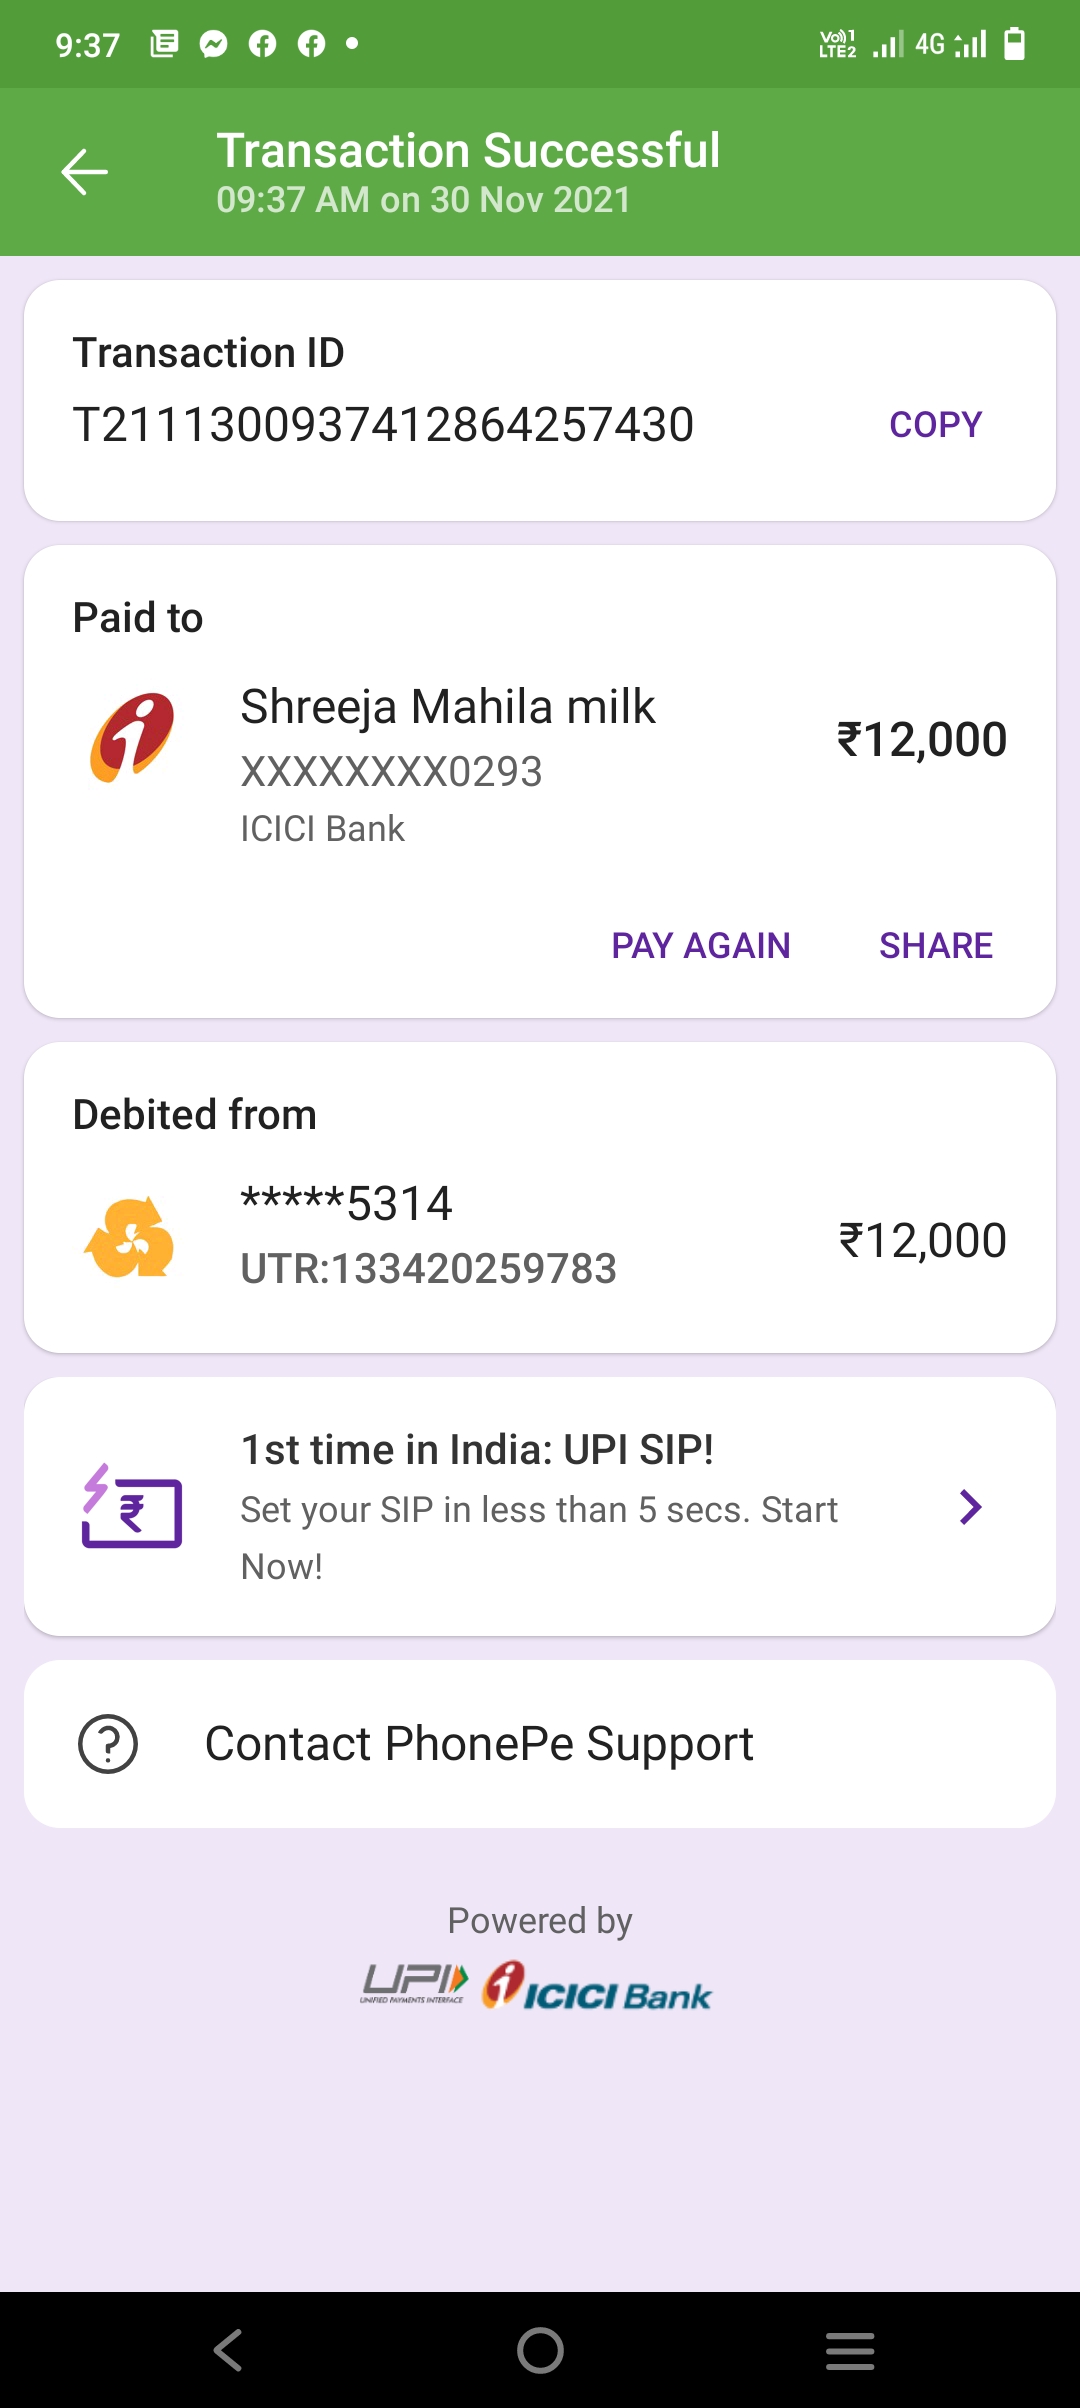 9:37
Vo)) 1
LTE2
4G
Transaction Successful
09:37 AM on 30 Nov 2021
Transaction ID
T2111300937412864257430
COPY
Paid to
Shreeja Mahila milk
₹12,000
XXXXXXXX0293
ICICI Bank
PAY AGAIN SHARE
Debited from
*****5314
₹12,000
UTR:133420259783
1st time in India: UPI SIP!
Set your SIP in less than 5 secs. Start
Now!
Contact PhonePe Support
Powered by
UPI
UNIFIED PAYMENTS INTERFACE
ICICI Bank